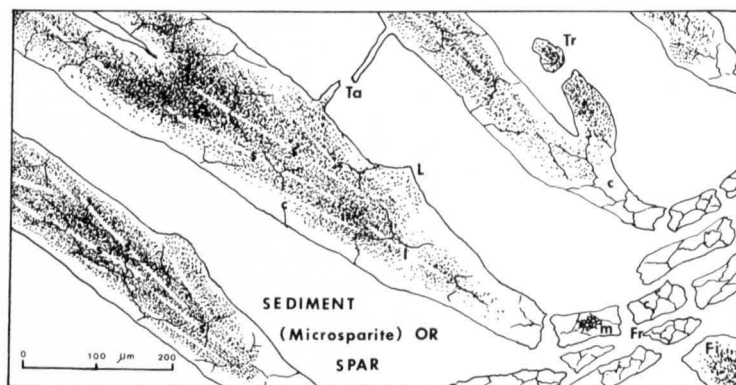 Tr
Ta
L
s
s
s
c
c
l
s
s
SEDIMENT
(Microsparite) OR
SPAR
c
m
Fr
Fi
0 100 μm 200